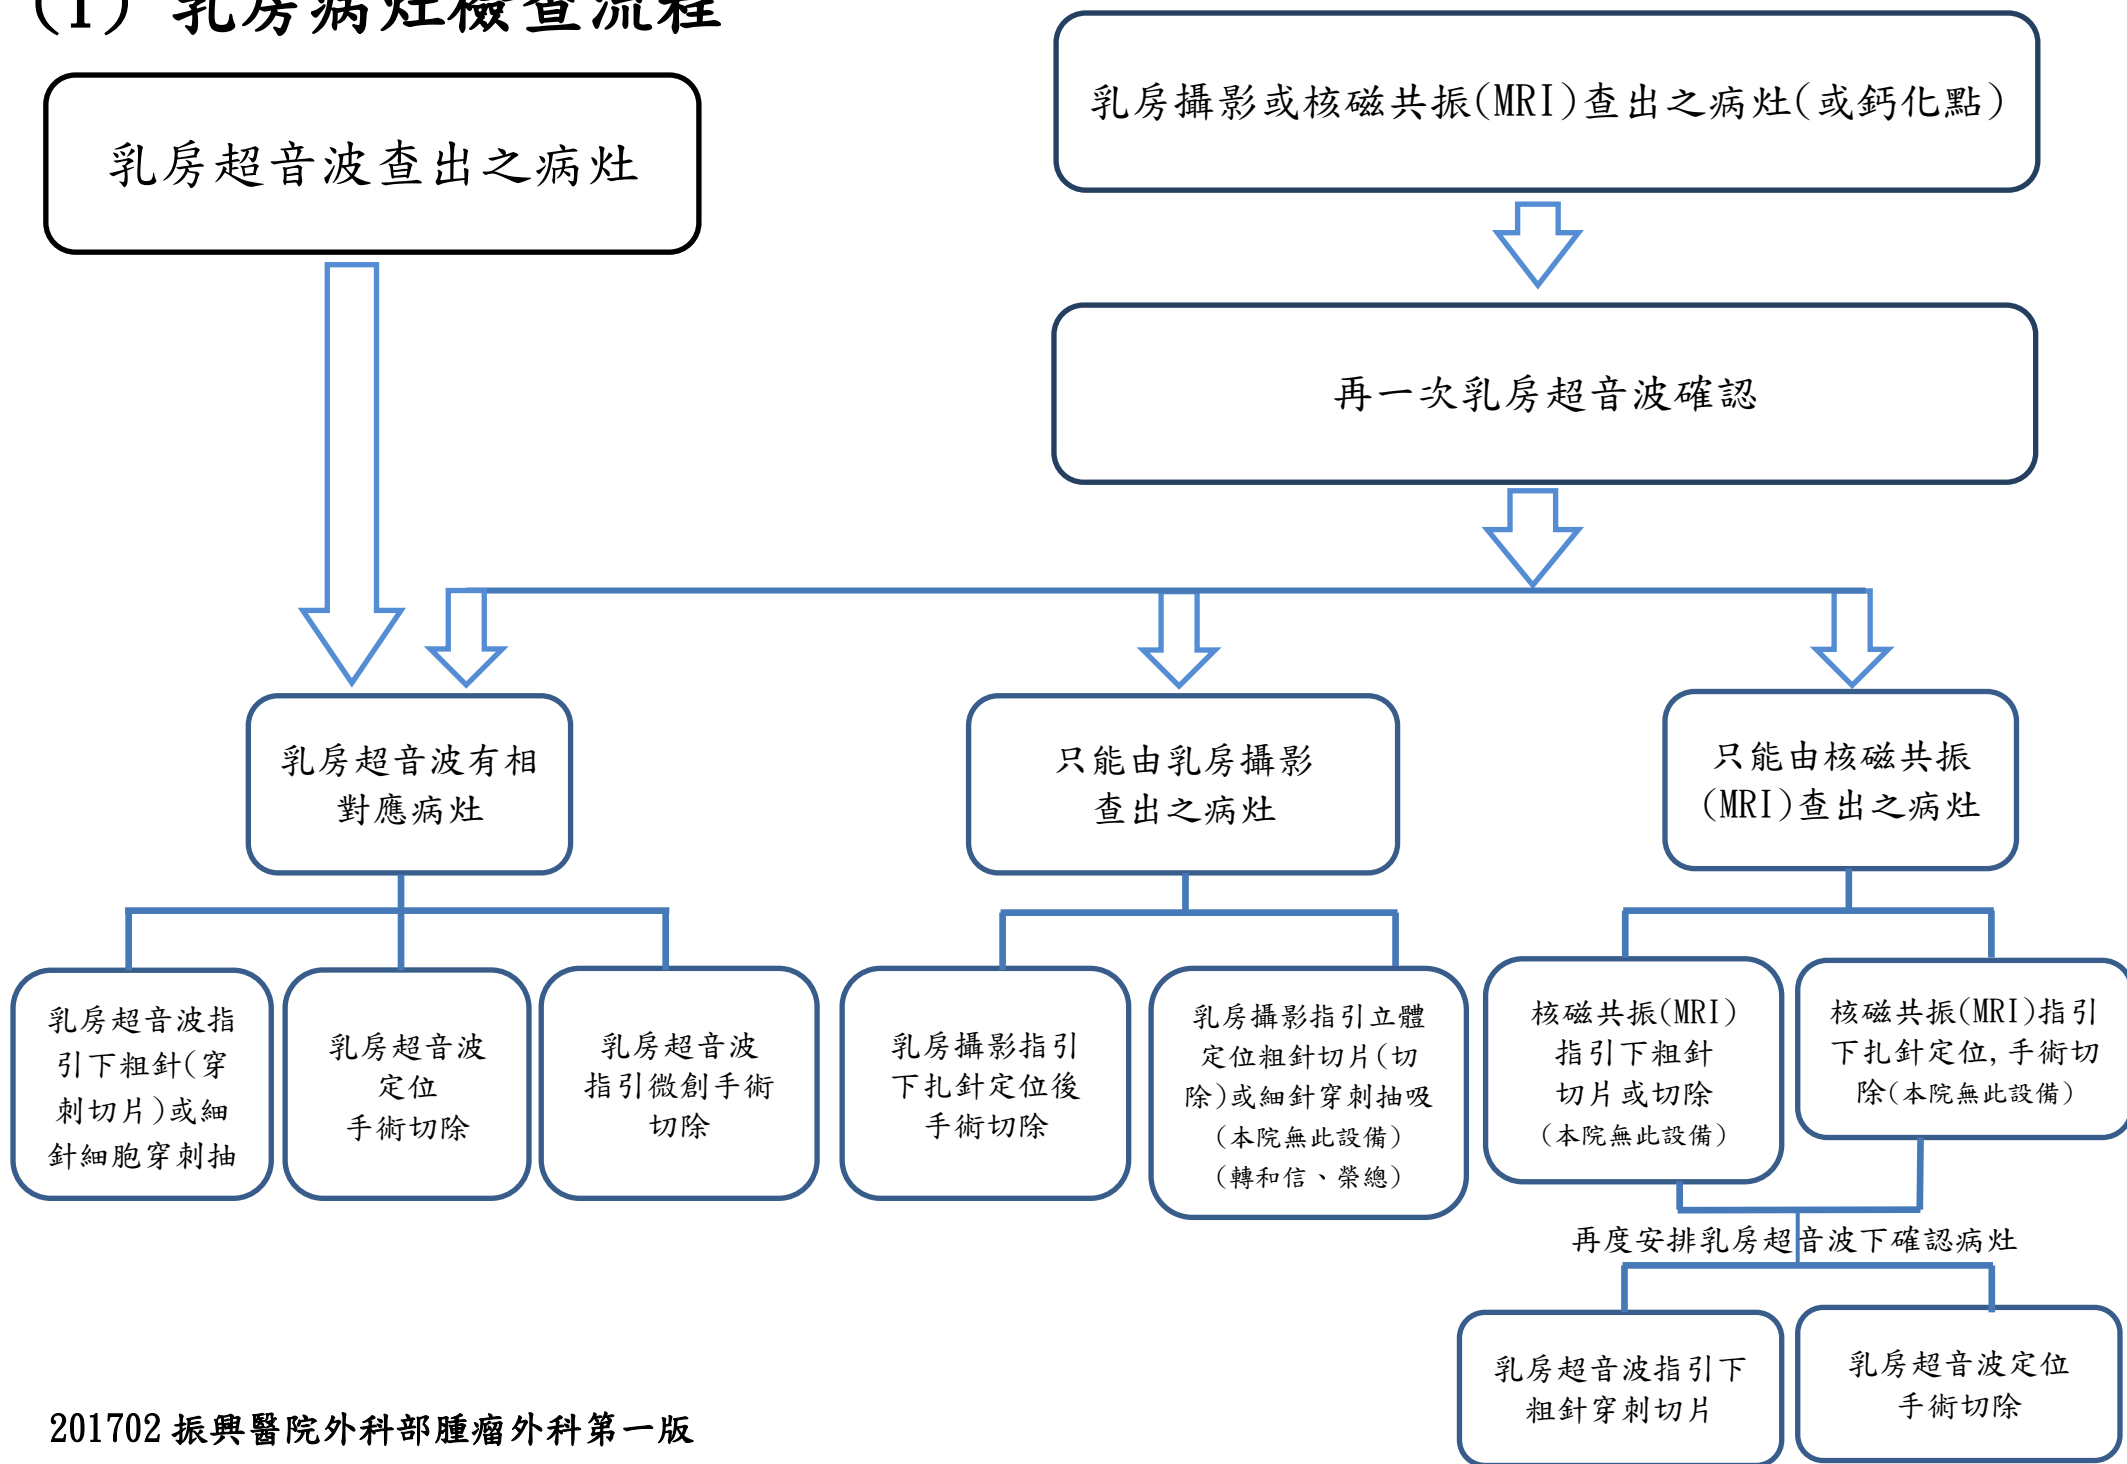 (1) 乳房病灶檢查流程
乳房超音波查出之病灶
乳房攝影或核磁共振(MRI)查出之病灶(或鈣化點)
再一次乳房超音波確認
乳房超音波有相
對應病灶
只能由乳房攝影
查出之病灶
只能由核磁共振
(MRI)查出之病灶
乳房超音波指
引下粗針(穿
刺切片)或細
針細胞穿刺抽
乳房超音波
定位
手術切除
乳房超音波
指引微創手術
切除
乳房攝影指引
下扎針定位後
手術切除
乳房攝影指引立體
定位粗針切片(切
除)或細針穿刺抽吸
(本院無此設備)
(轉和信、榮總)
核磁共振(MRI)
指引下粗針
切片或切除
(本院無此設備)
核磁共振(MRI)指引
下扎針定位,手術切
除(本院無此設備)
再度安排乳房超音波下確認病灶
乳房超音波指引下
粗針穿刺切片
乳房超音波定位
手術切除
201702 振興醫院外科部腫瘤外科第一版